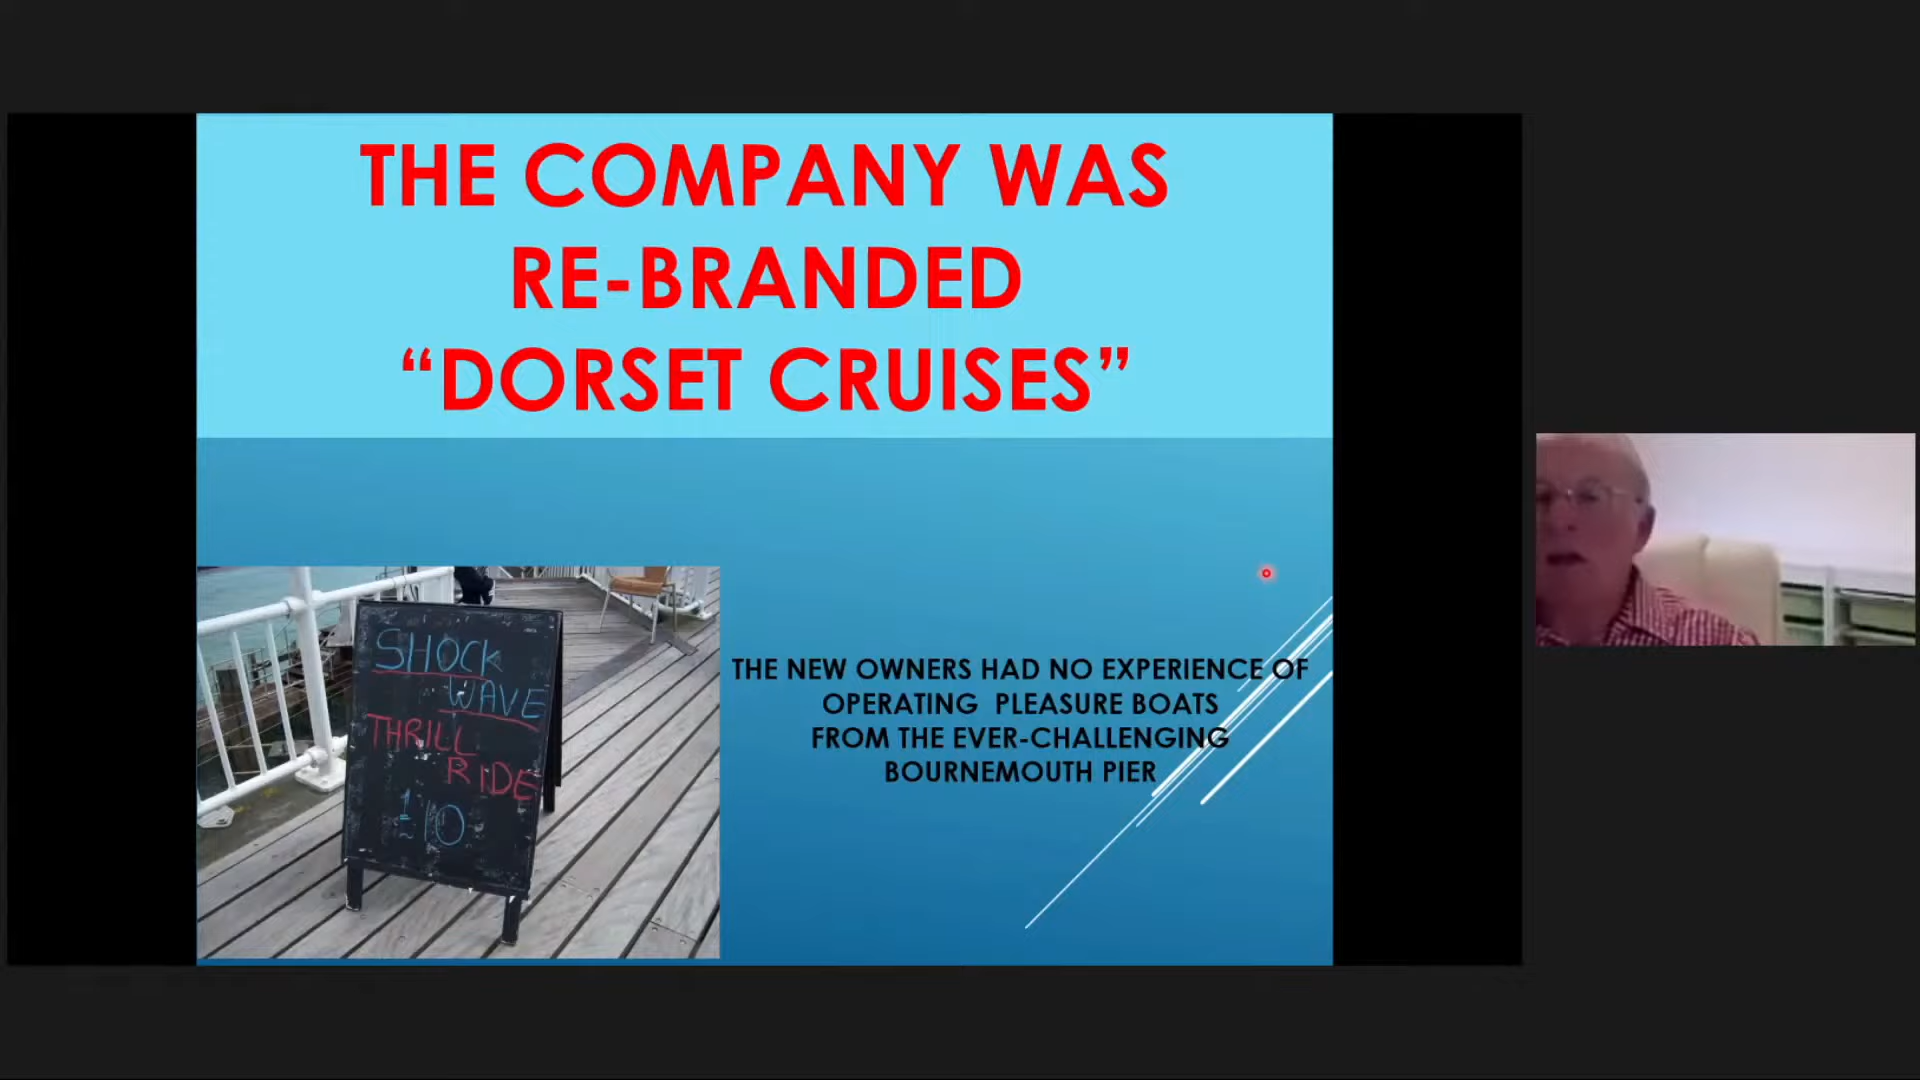 THE COMPANY WAS
RE-BRANDED
“DORSET CRUISES”
SHOCK
WAVE
THRILL
RIDE
£10
THE NEW OWNERS HAD NO EXPERIENCE OF
OPERATING PLEASURE BOATS
FROM THE EVER-CHALLENGING
BOURNEMOUTH PIER